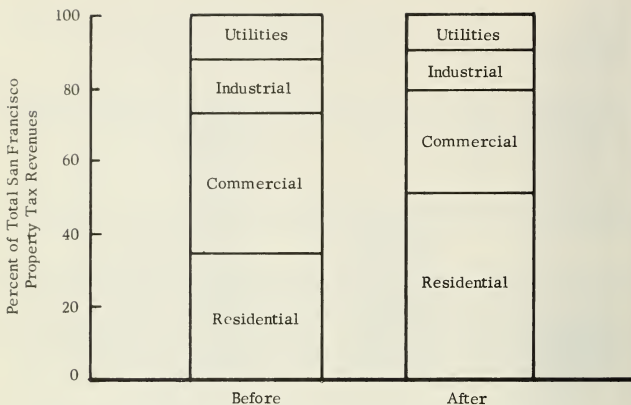 Percent of Total San Francisco
Property Tax Revenues
100
80
60
40
20
0
Utilities
Industrial
Commercial
Residential
Utilities
Industrial
Commercial
Residential
Before
After